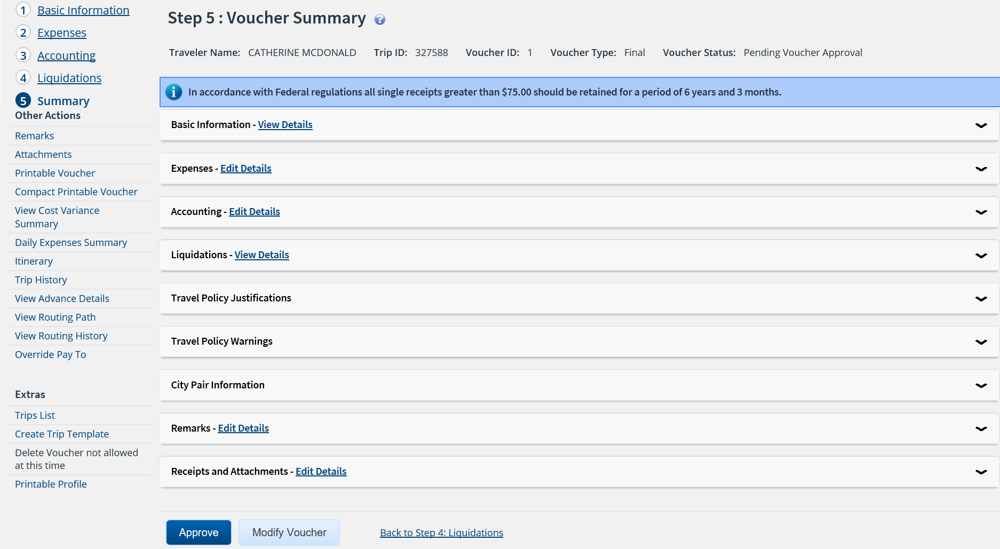 1 Basic Information
2 Expenses
3 Accounting
4 Liquidations
5 Summary
Other Actions
Remarks
Attachments
Printable Voucher
Compact Printable Voucher
View Cost Variance
Summary
Daily Expenses Summary
Itinerary
Trip History
View Advance Details
View Routing Path
View Routing History
Override Pay To
Extras
Trips List
Create Trip Template
Delete Voucher not allowed
at this time
Printable Profile
Step 5 : Voucher Summary ?
Traveler Name: CATHERINE MCDONALD Trip ID: 327588 Voucher ID: 1 Voucher Type: Final Voucher Status: Pending Voucher Approval
i In accordance with Federal regulations all single receipts greater than $75.00 should be retained for a period of 6 years and 3 months.
Basic Information - View Details
Expenses - Edit Details
Accounting - Edit Details
Liquidations - View Details
Travel Policy Justifications
Travel Policy Warnings
City Pair Information
Remarks - Edit Details
Receipts and Attachments - Edit Details
Approve Modify Voucher Back to Step 4: Liquidations